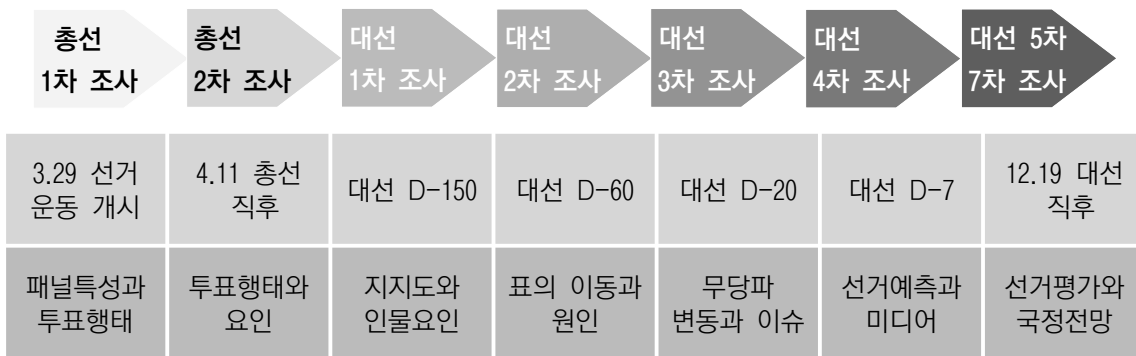 총선
1차 조사
총선
2차 조사
대선
1차 조사
대선
2차 조사
대선
3차 조사
대선
4차 조사
대선 5차
7차 조사
3.29 선거
운동 개시
4.11 총선
직후
대선 D-150
대선 D-60
대선 D-20
대선 D-7
12.19 대선
직후
패널특성과
투표행태
투표행태와
요인
지지도와
인물요인
표의 이동과
원인
무당파
변동과 이슈
선거예측과
미디어
선거평가와
국정전망